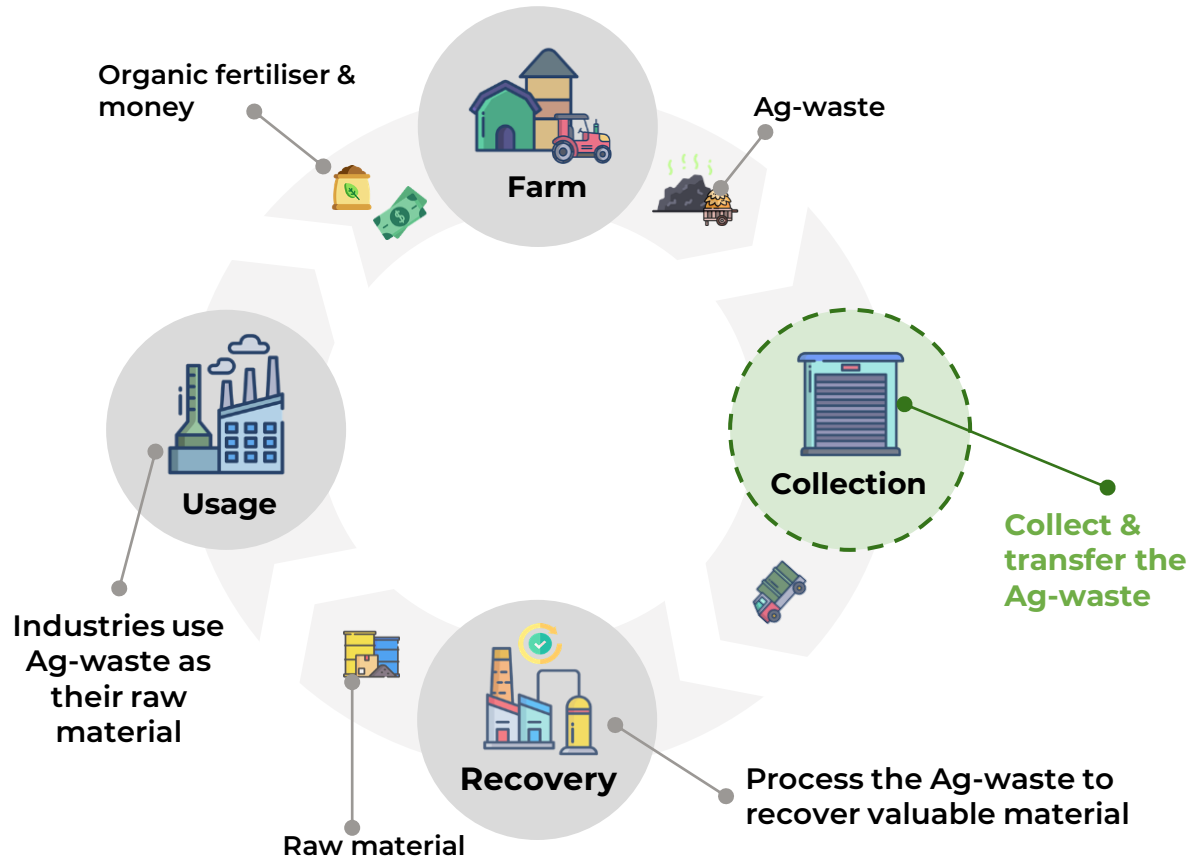 Organic fertiliser &
money
Ag-waste
Farm
Collection
Collect &
transfer the
Ag-waste
Usage
Industries use
Ag-waste as
their raw
material
Recovery
Process the Ag-waste to
recover valuable material
Raw material